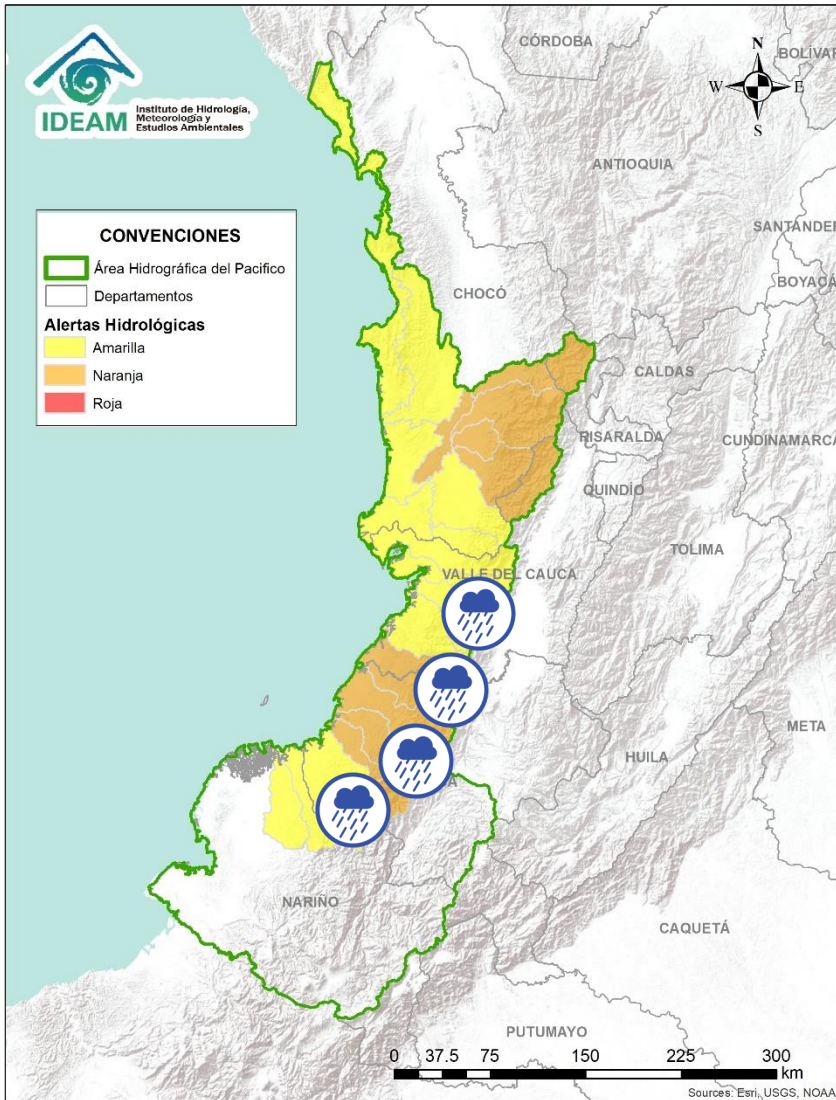 IDEAM
Instituto de Hidrología,
Meteorología y
Estudios Ambientales
N
W
E
S
CÓRDOBA
BOLÍVAR
ANTIOQUIA
SANTANDER
BOYACÁ
CONVENCIONES
Área Hidrográfica del Pacifico
Departamentos
Alertas Hidrológicas
Amarilla
Naranja
Roja
CHOCÓ
CALDAS
RISARALDA
CUNDINAMARCA
QUINDÍO
TOLIMA
VALLE DEL CAUCA
META
HUILA
A
NARIÑO
CAQUETÁ
PUTUMAYO
0 37.5 75 150 225 300
km
Sources: Esri, USGS, NOAA